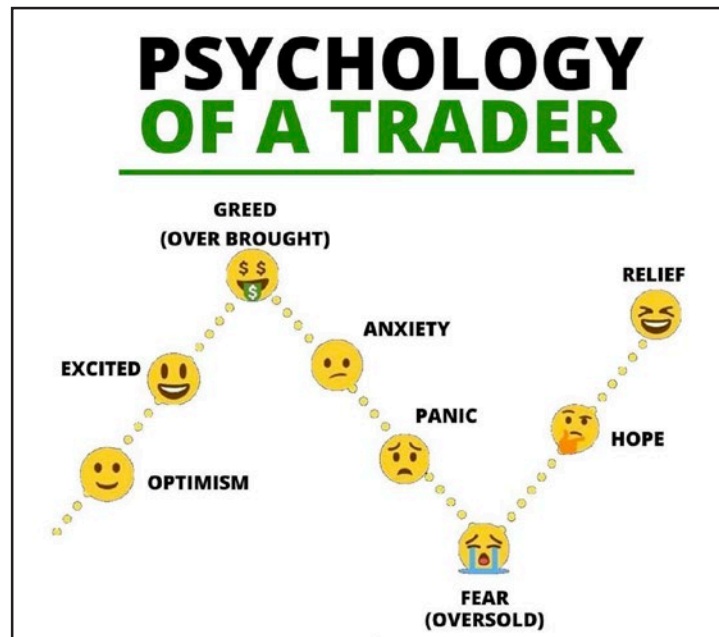 PSYCHOLOGY
OF A TRADER
GREED
(OVER BROUGHT)
RELIEF
ANXIETY
EXCITED
PANIC
HOPE
OPTIMISM
FEAR
(OVERSOLD)